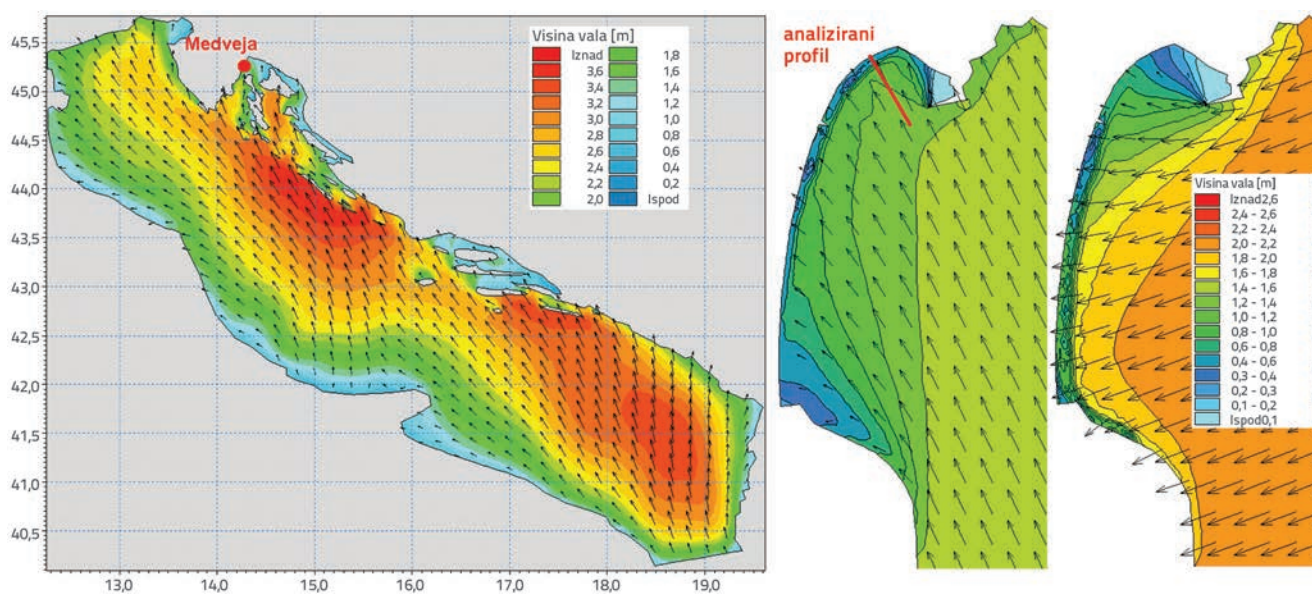 45,5
45,0
44,5
44,0
43,5
43,0
42,5
42,0
41,5
41,0
40,5
13,0
14,0
15,0
16,0
17,0
18,0
19,0
Medveja
Visina vala [m]
Iznad
3,6
3,4
3,2
3,0
2,8
2,6
2,4
2,2
2,0
1,8
1,6
1,4
1,2
1,0
0,8
0,6
0,4
0,2
Ispod
analizirani
profil
Visina vala [m]
Iznad2,6
2,4 - 2,6
2,2 - 2,4
2,0 - 2,2
1,8 - 2,0
1,6 - 1,8
1,4 - 1,6
1,2 - 1,4
1,0 - 1,2
0,8 - 1,0
0,6 - 0,8
0,4 - 0,6
0,3 - 0,4
0,2 - 0,3
0,1 - 0,2
Ispod0,1